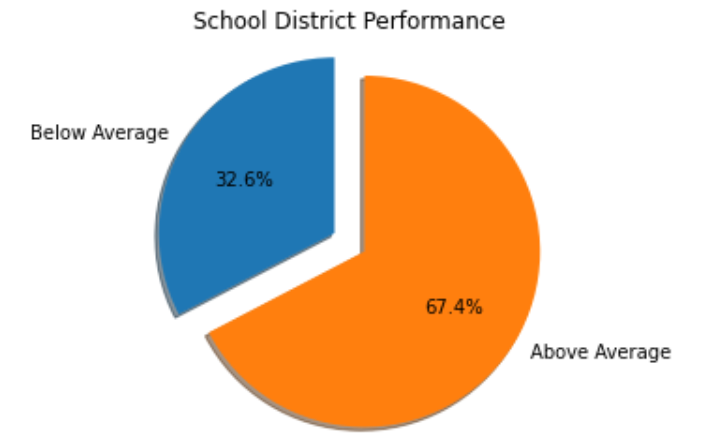 School District Performance
Below Average
32.6%
67.4%
Above Average